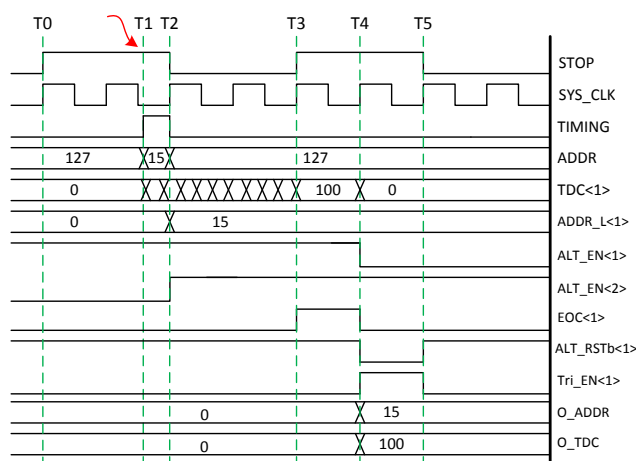 T0 T1 T2 T3 T4 T5
STOP
SYS_CLK
TIMING
127 15 127 ADDR
0 100 0 TDC<1>
0 15 ADDR_L<1>
ALT_EN<1>
ALT_EN<2>
EOC<1>
ALT_RSTb<1>
Tri_EN<1>
0 15 O_ADDR
0 100 O_TDC